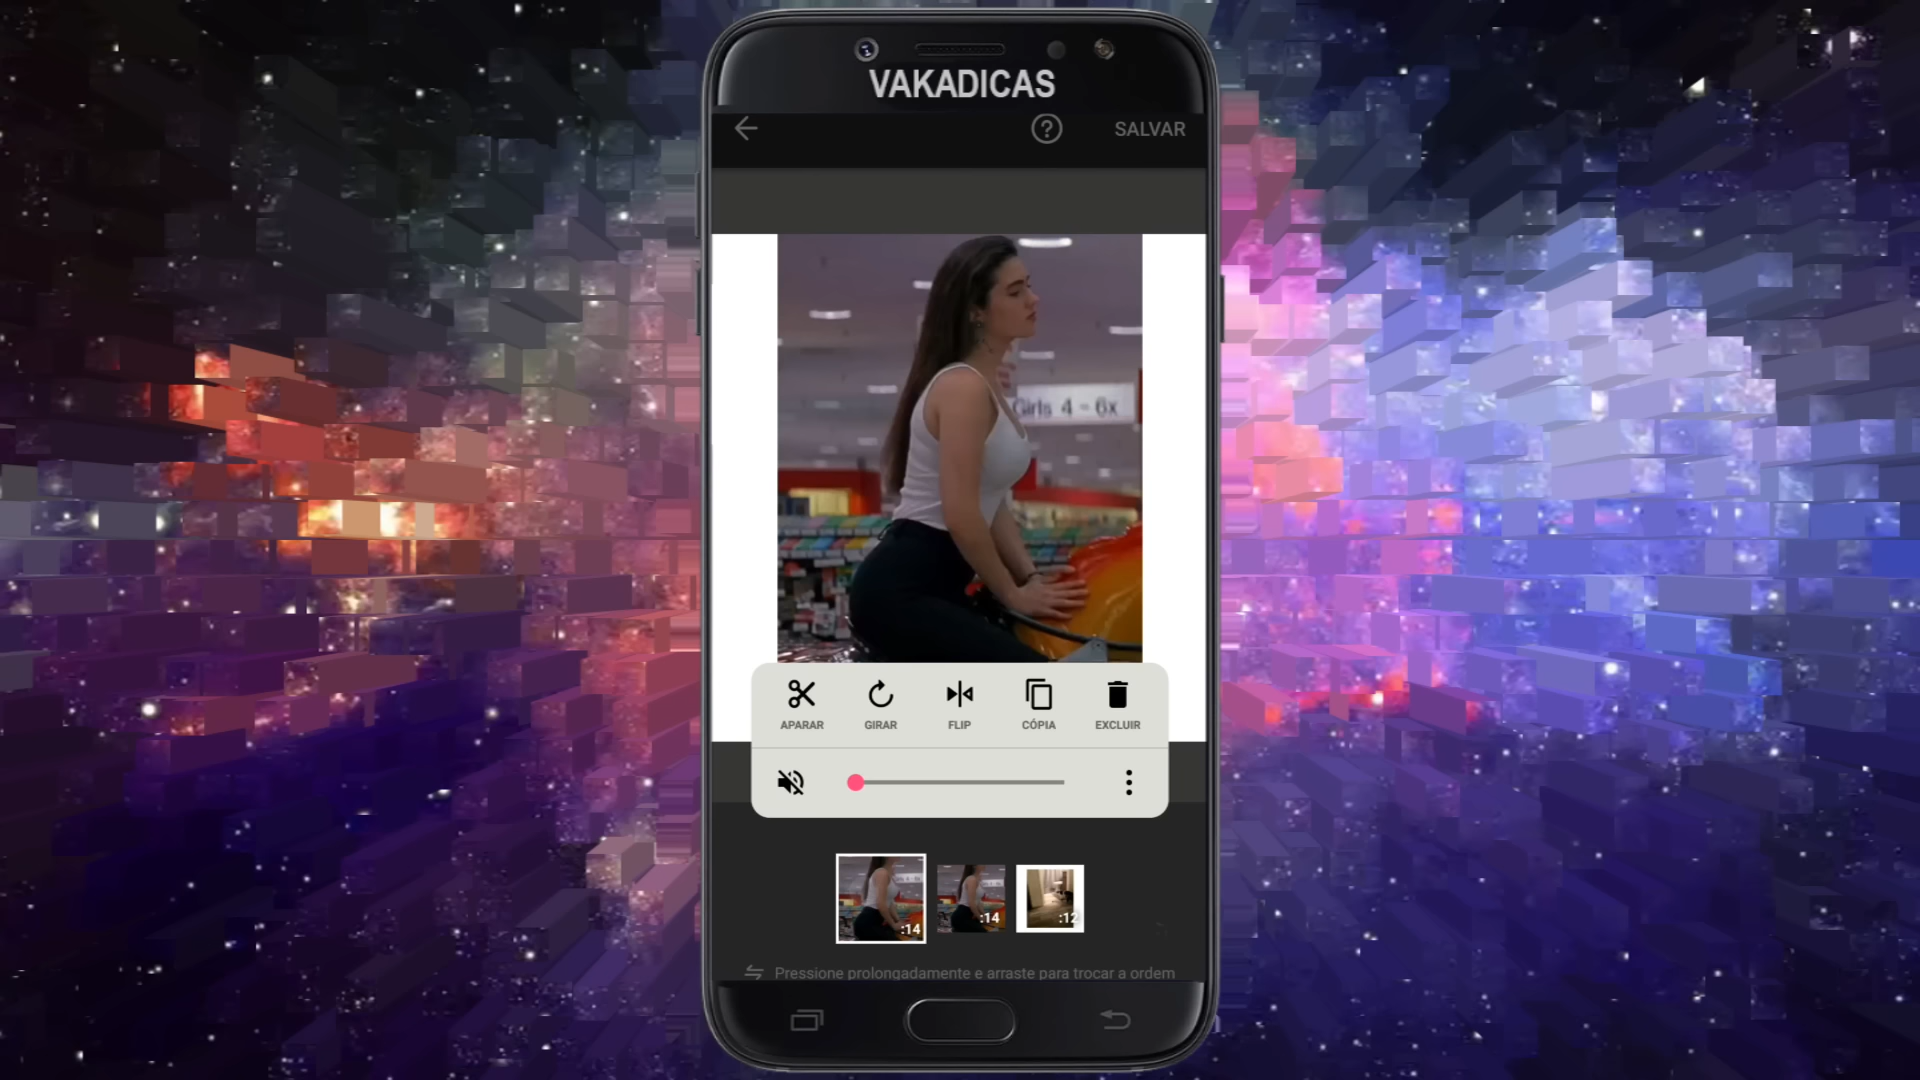 VAKADICAS
SALVAR
Girls 4 - 6x
APARAR GIRAR FLIP CÓPIA EXCLUIR
:14 :14 :12
Pressione prolongadamente e arraste para trocar a ordem